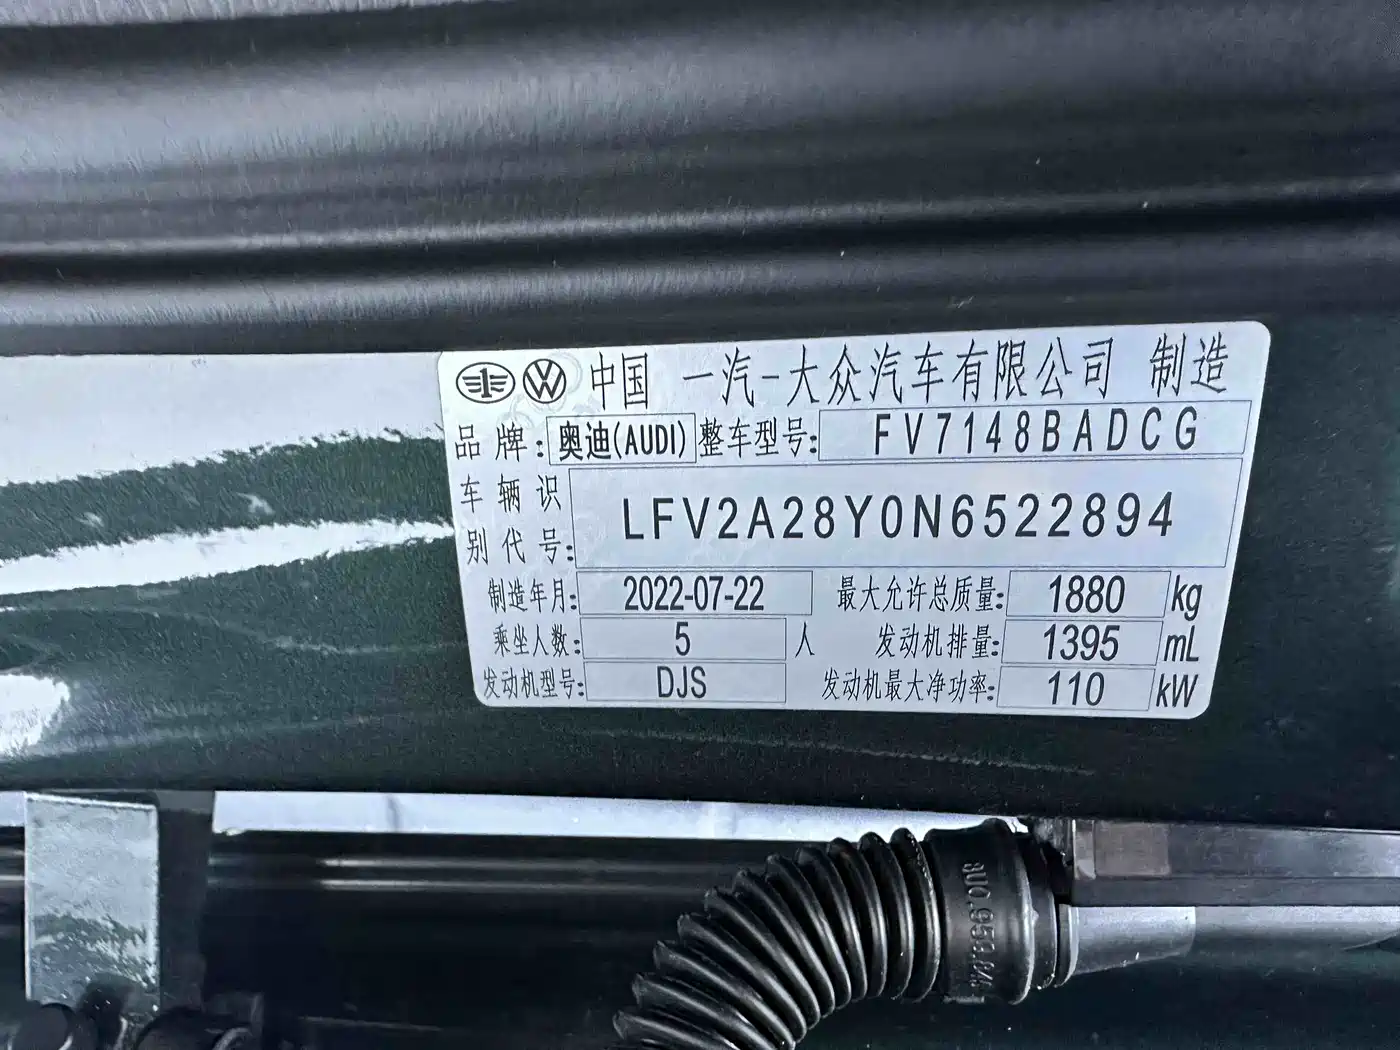 中国 一汽-大众汽车有限公司 制造
品牌: 奥迪(AUDI) 整车型号: FV7148BADCG
车辆识别代号: LFV2A28Y0N6522894
制造年月: 2022-07-22 最大允许总质量: 1880 kg
乘坐人数: 5 人 发动机排量: 1395 mL
发动机型号: DJS 发动机最大净功率: 110 kW